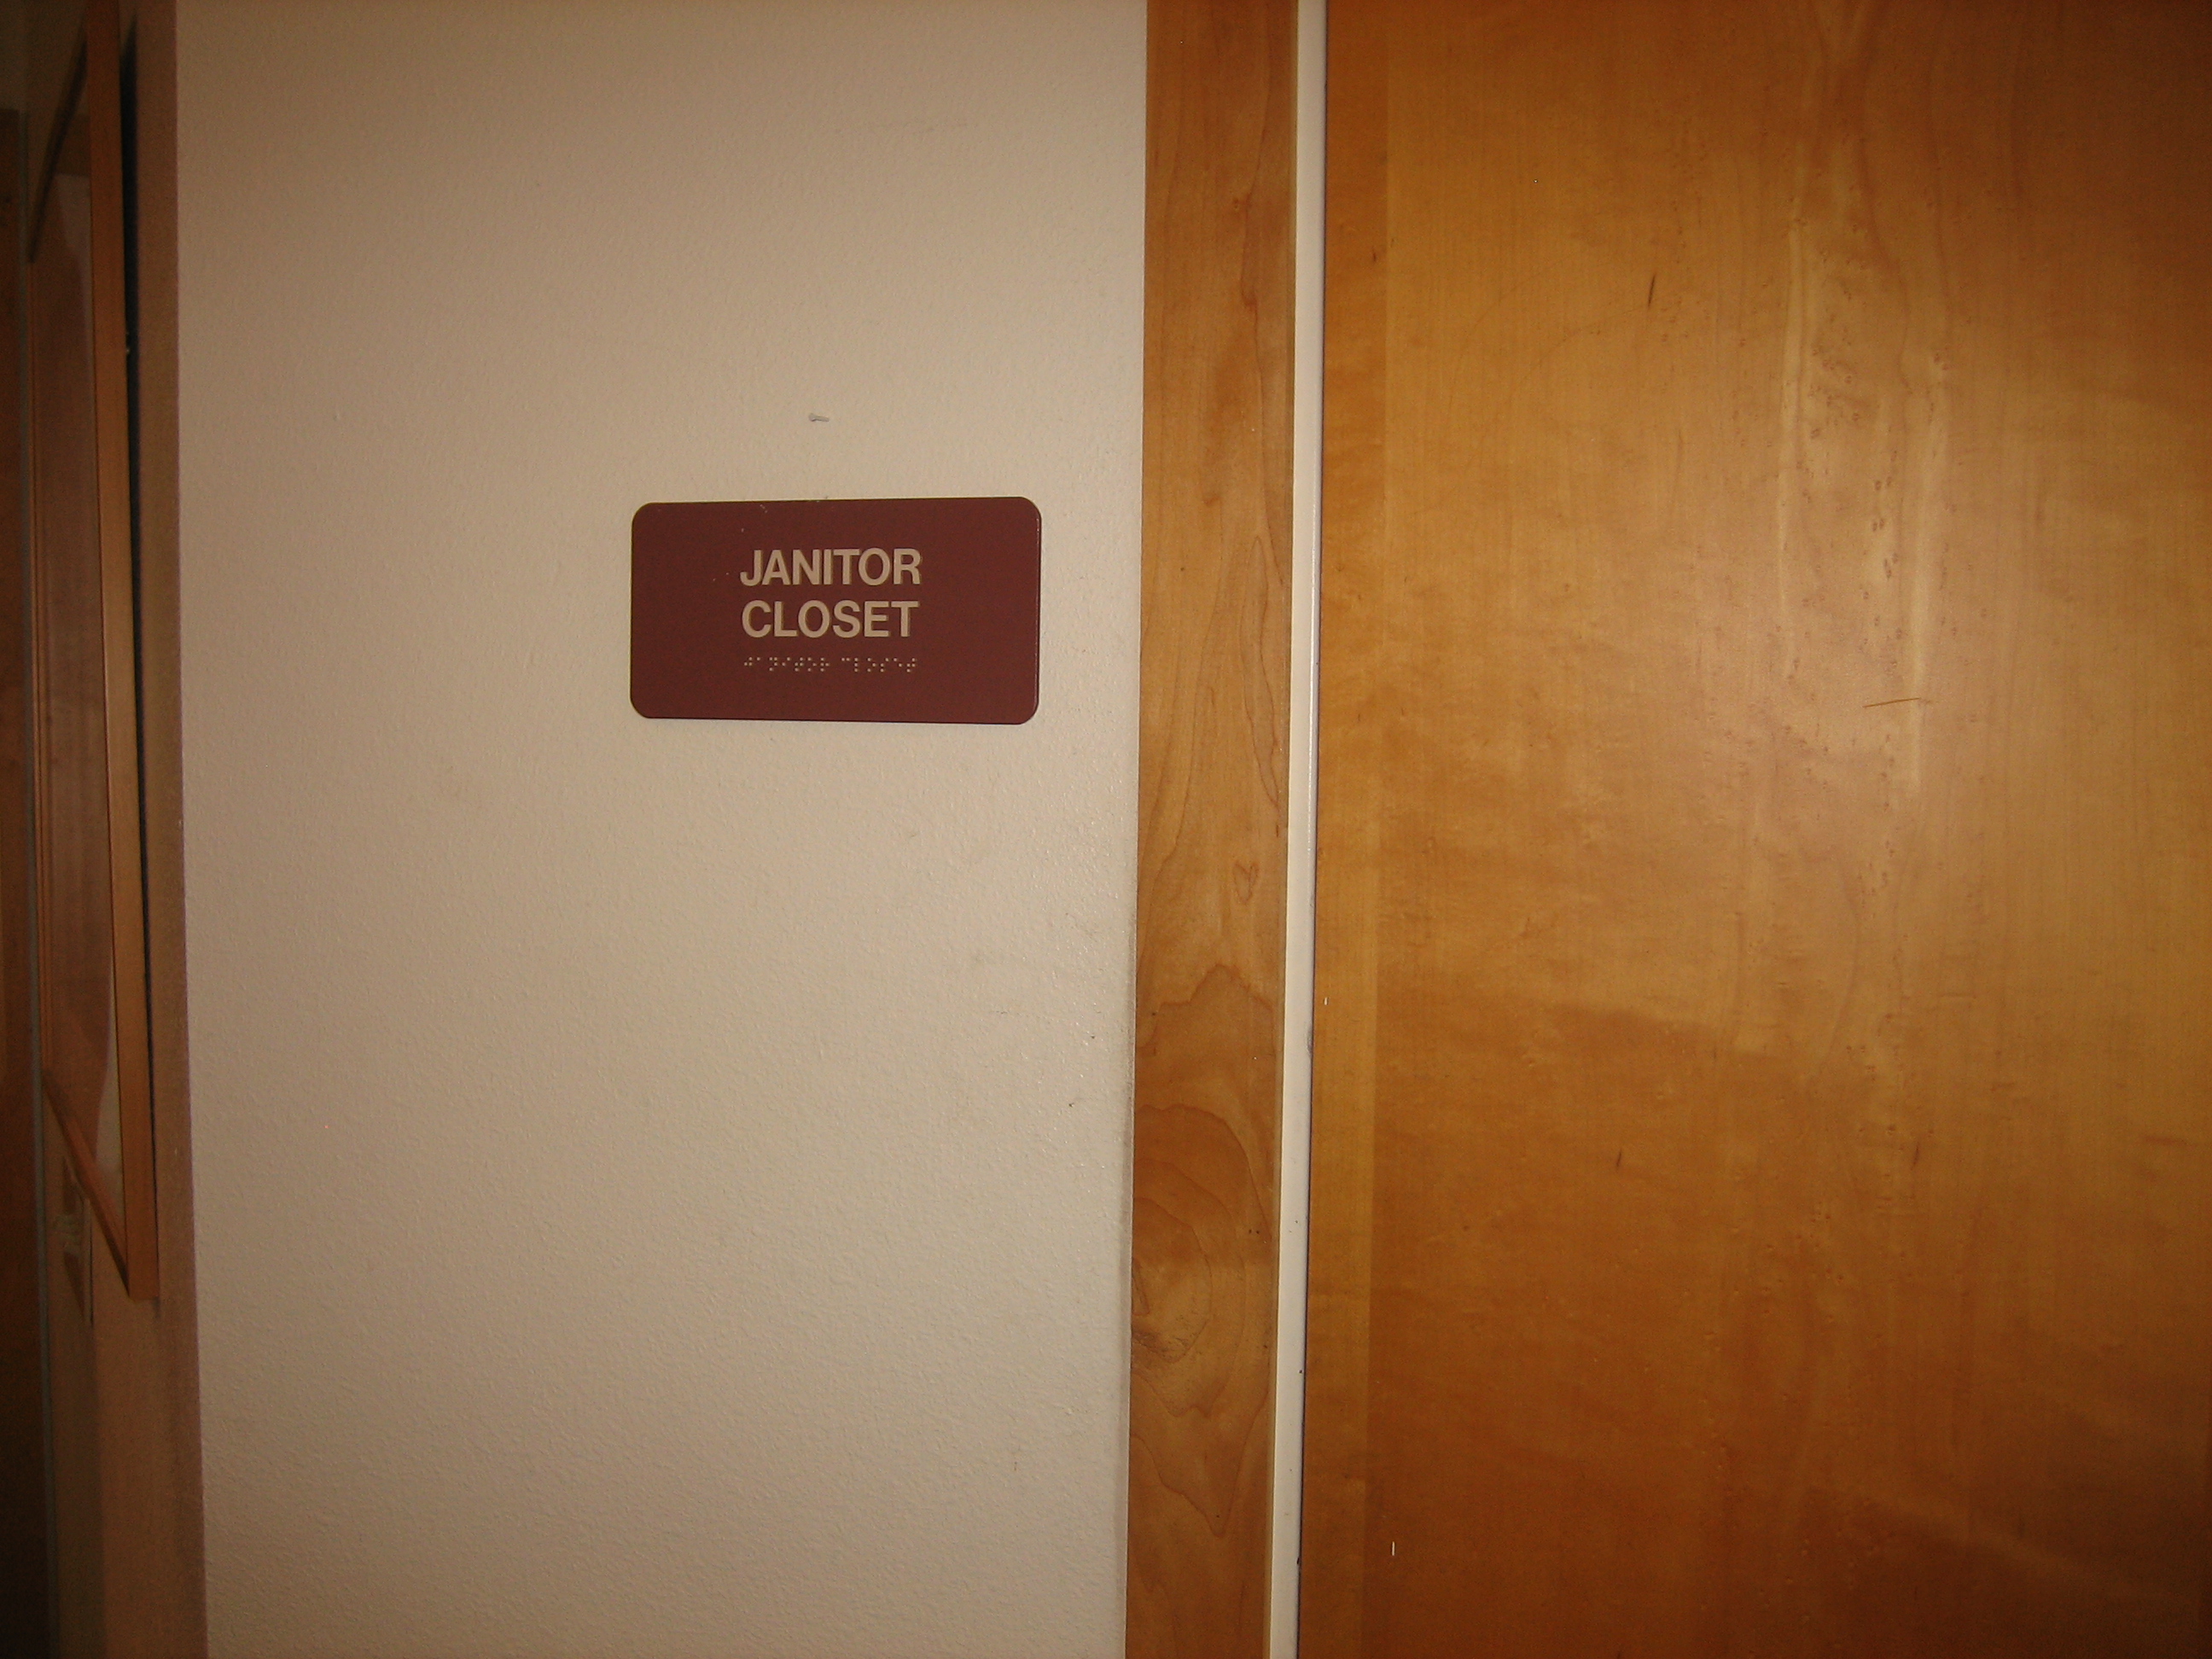 JANITOR
CLOSET
⠚⠁⠝⠊⠞⠕⠗ ⠉⠇⠕⠎⠑⠞